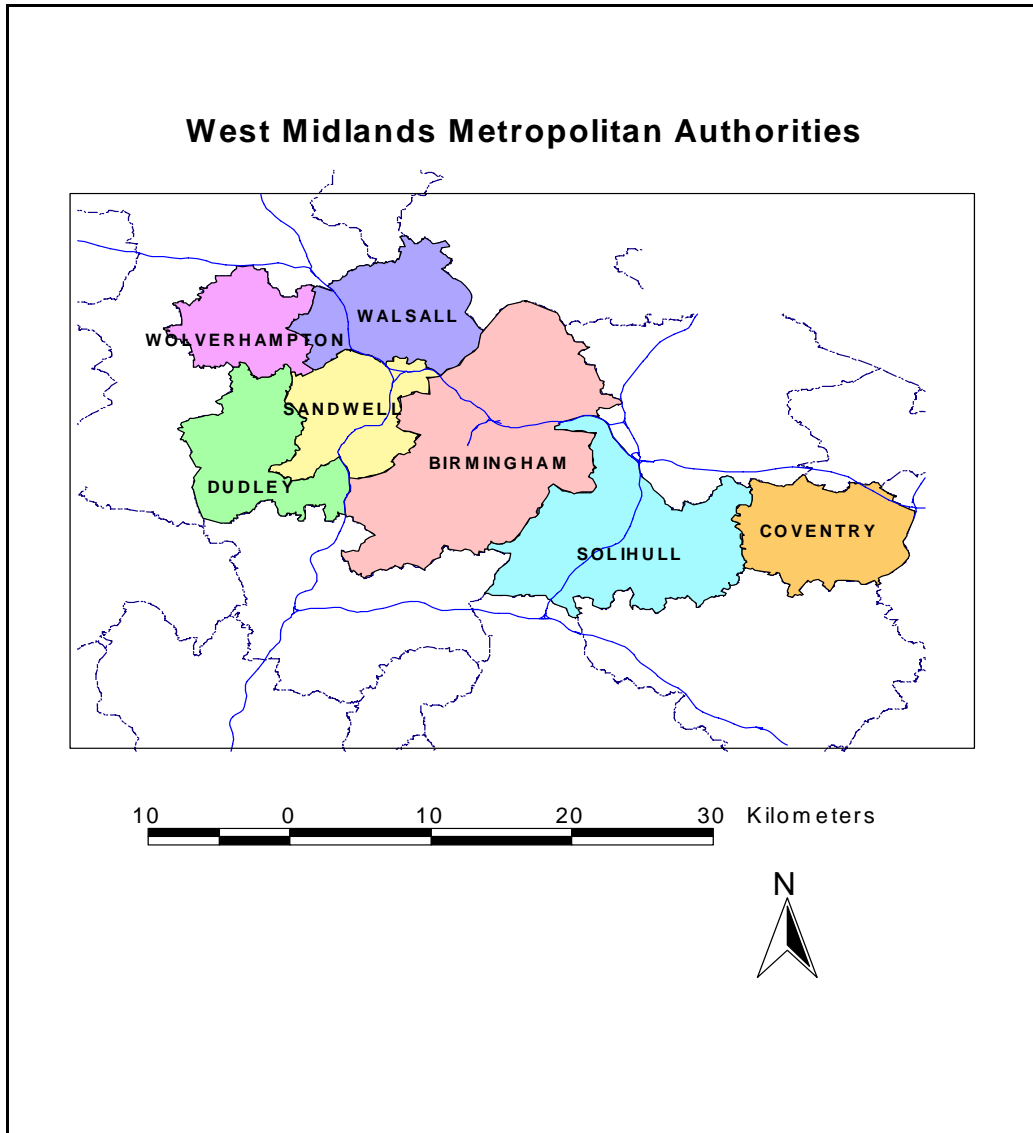 West Midlands Metropolitan Authorities
WALSALL
WOLVERHAMPTON
SANDWELL
BIRMINGHAM
DUDLEY
COVENTRY
SOLIHULL
10 0 10 20 30 Kilometers
N